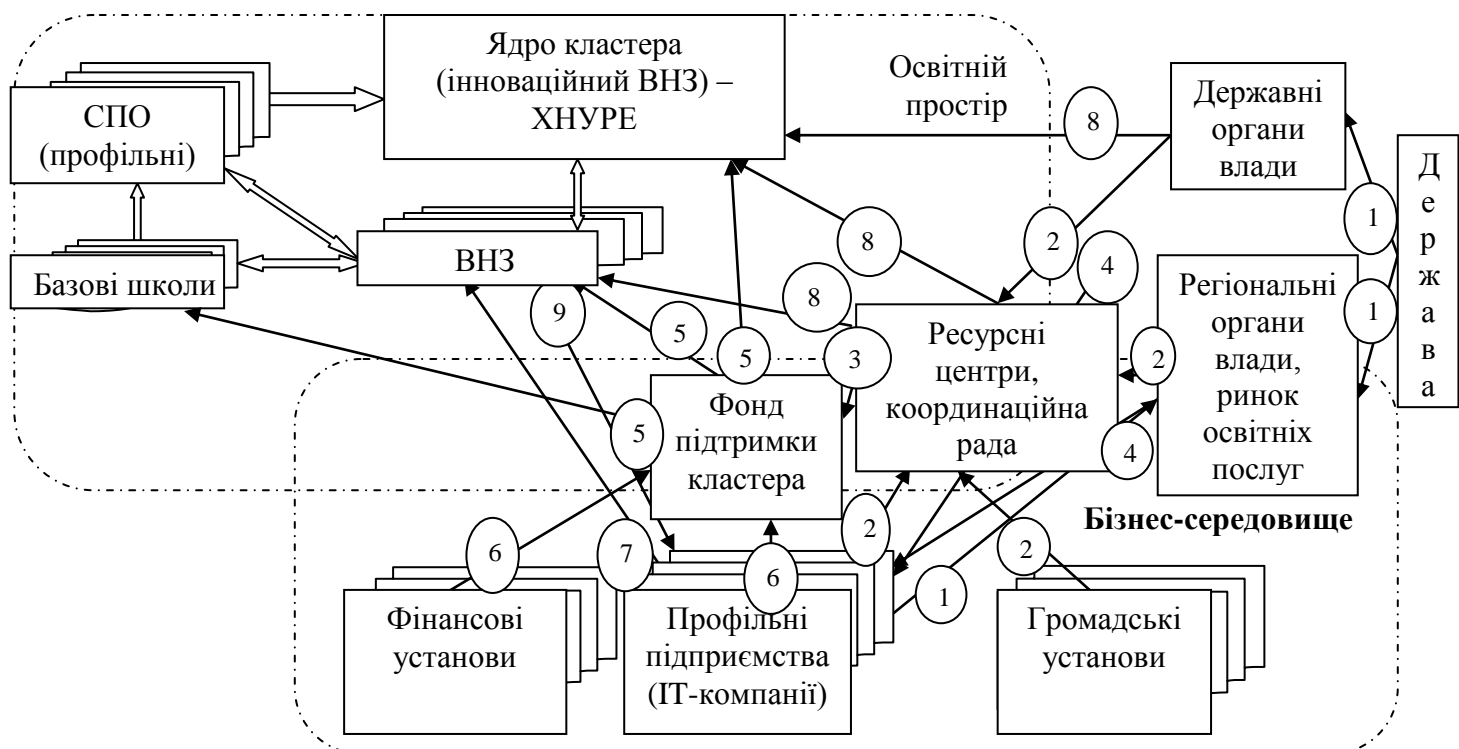 Ядро кластера
(інноваційний ВНЗ) –
ХНУРЕ
Освітній
простір
Державні
органи
влади
СПО
(профільні)
8
Д
е
р
ж
а
в
а
1
8
2
4
ВНЗ
Базові школи
Регіональні
органи
влади,
ринок
освітніх
послуг
1
9
8
5
5
3
2
Ресурсні
центри,
координаційна
рада
Фонд
підтримки
кластера
5
4
Бізнес-середовище
6
7
6
2
1
2
Фінансові
установи
Профільні
підприємства
(ІТ-компанії)
Громадські
установи